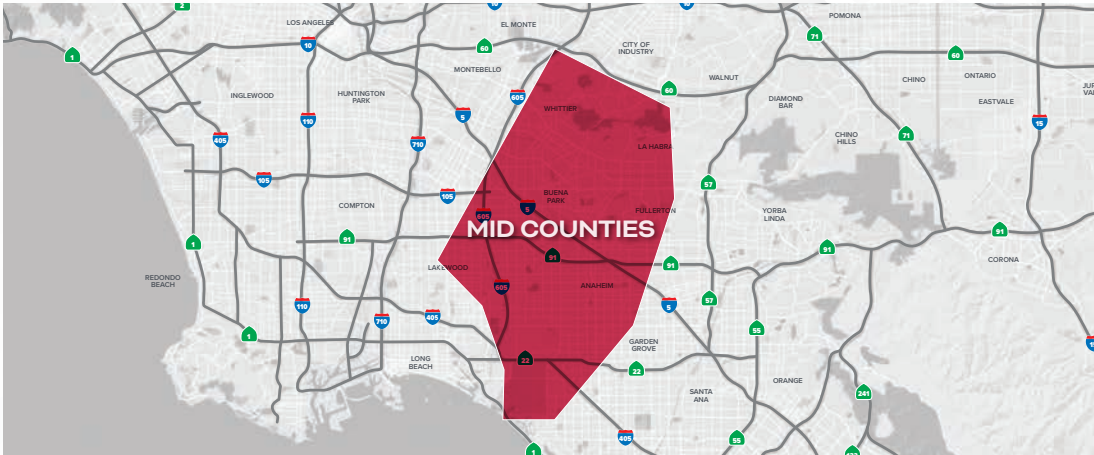 2
10
POMONA
LOS ANGELES
EL MONTE
71
10
60
CITY OF
INDUSTRY
1
60
MONTEBELLO
WALNUT
CHINO
ONTARIO
60
INGLEWOOD
HUNTINGTON
PARK
605
WHITTIER
DIAMOND
BAR
EASTVALE
110
5
15
405
710
LA HABRA
CHINO
HILLS
71
105
105
57
BUENA
PARK
COMPTON
605
5
FULLERTON
YORBA
LINDA
MID COUNTIES
91
1
91
91
91
91
LAKEWOOD
CORONA
REDONDO
BEACH
605
ANAHEIM
110
57
5
710
405
55
1
GARDEN
GROVE
LONG
BEACH
22
22
SANTA
ANA
ORANGE
241
405
55
1